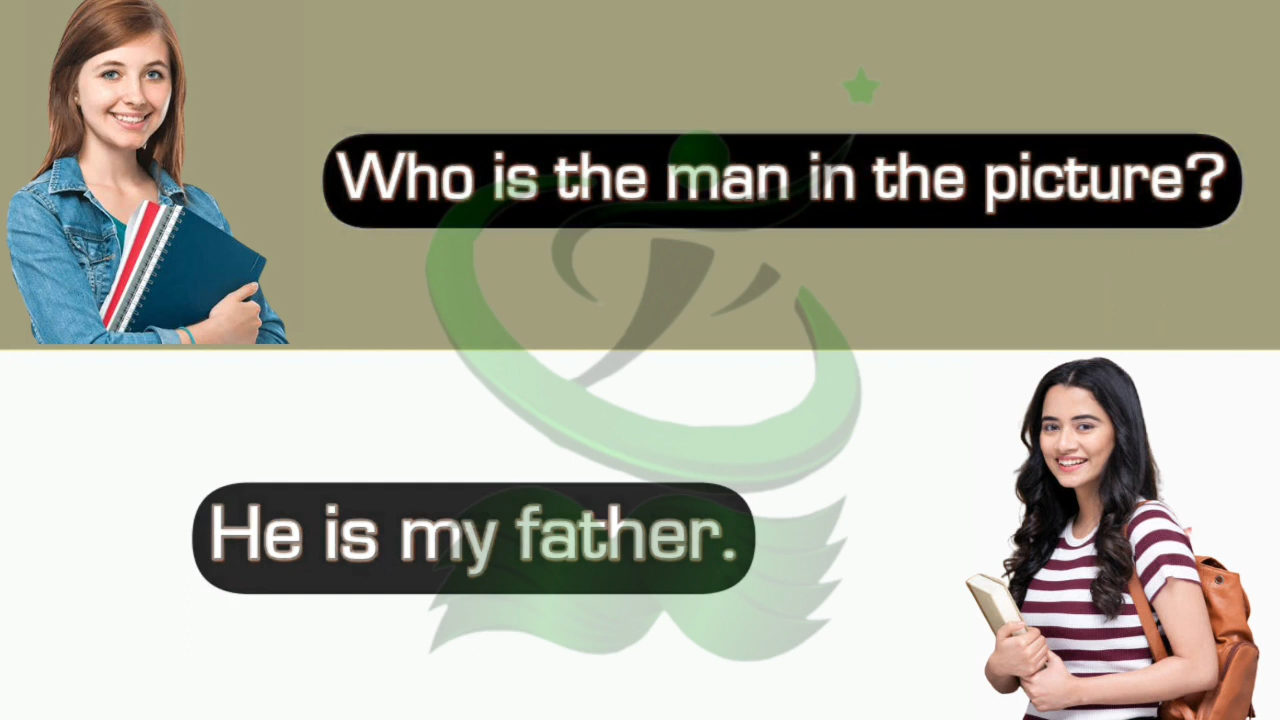 Who is the man in the picture?
He is my father.